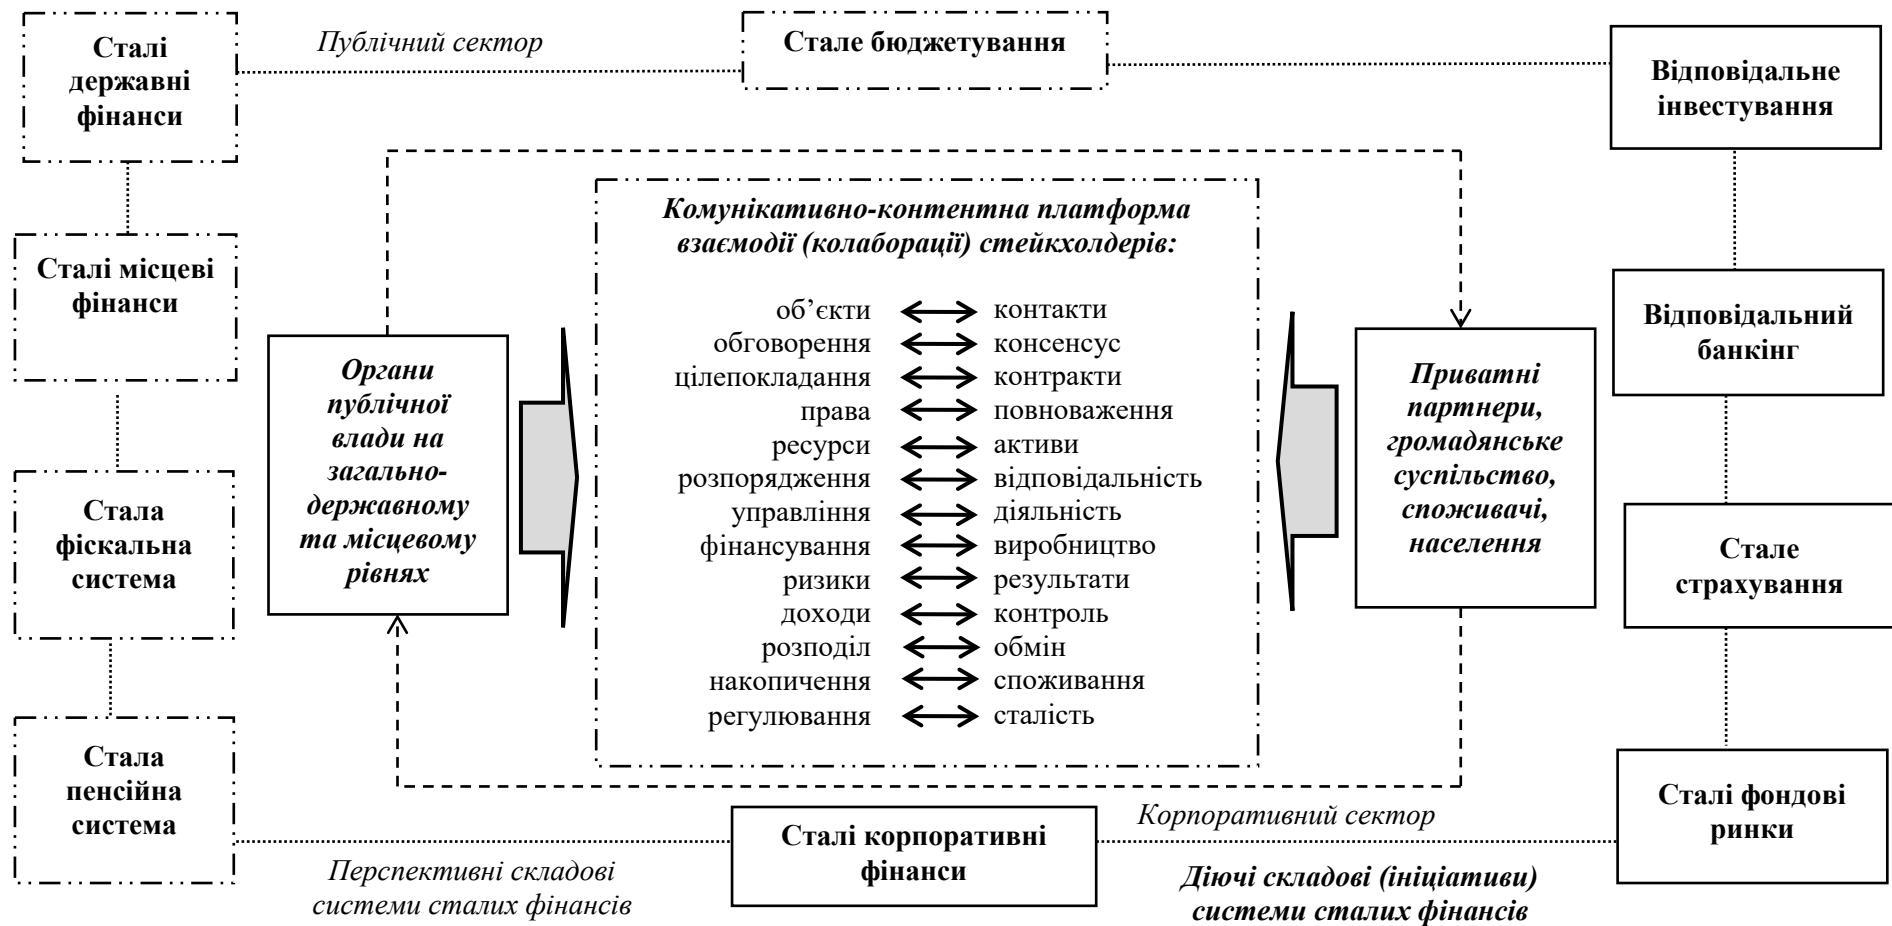 Сталі
державні
фінанси
Публічний сектор
Стале бюджетування
Відповідальне
інвестування
Сталі місцеві
фінанси
Відповідальний
банкінг
Стала
фіскальна
система
Стале
страхування
Стала
пенсійна
система
Сталі фондові
ринки
Органи
публічної
влади на
загально-
державному
та місцевому
рівнях
Комунікативно-контентна платформа
взаємодії (колаборації) стейкхолдерів:
об’єкти контакти
обговорення консенсус
цілепокладання контракти
права повноваження
ресурси активи
розпорядження відповідальність
управління діяльність
фінансування виробництво
ризики результати
доходи контроль
розподіл обмін
накопичення споживання
регулювання сталість
Приватні
партнери,
громадянське
суспільство,
споживачі,
населення
Сталі корпоративні
фінанси
Корпоративний сектор
Перспективні складові
системи сталих фінансів
Діючі складові (ініціативи)
системи сталих фінансів